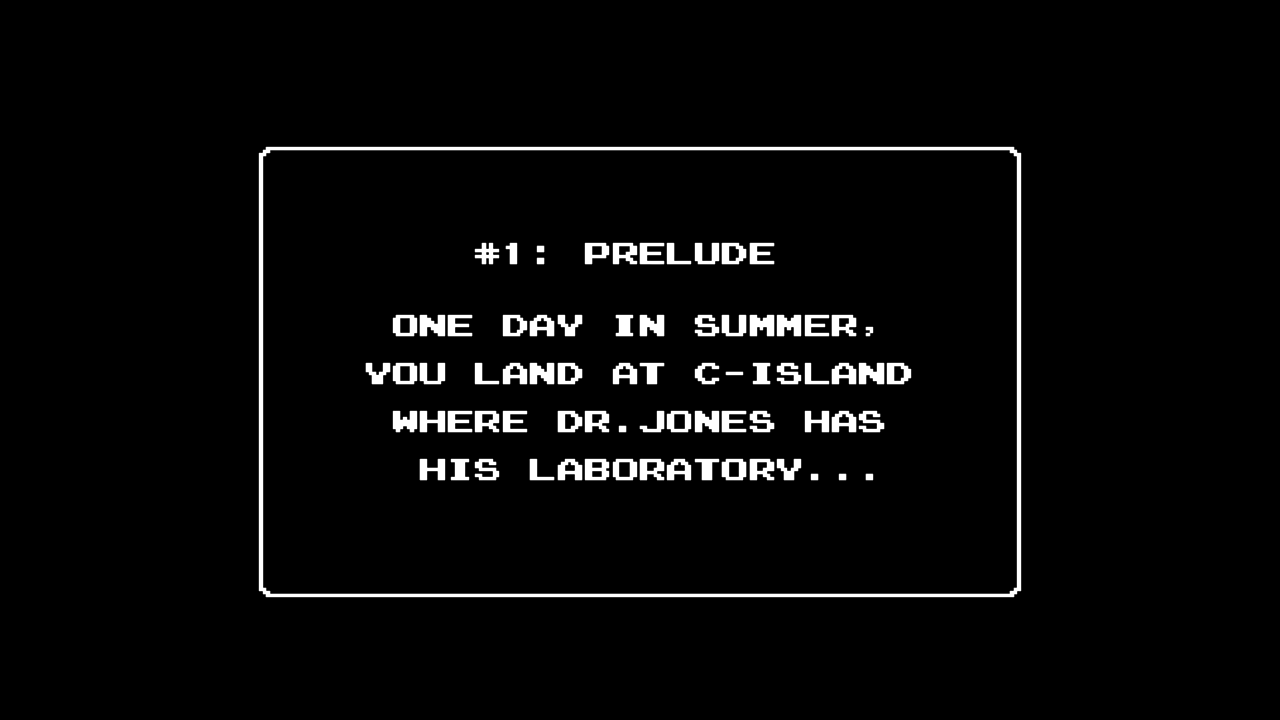 #1: PRELUDE
ONE DAY IN SUMMER,
YOU LAND AT C-ISLAND
WHERE DR.JONES HAS
HIS LABORATORY...